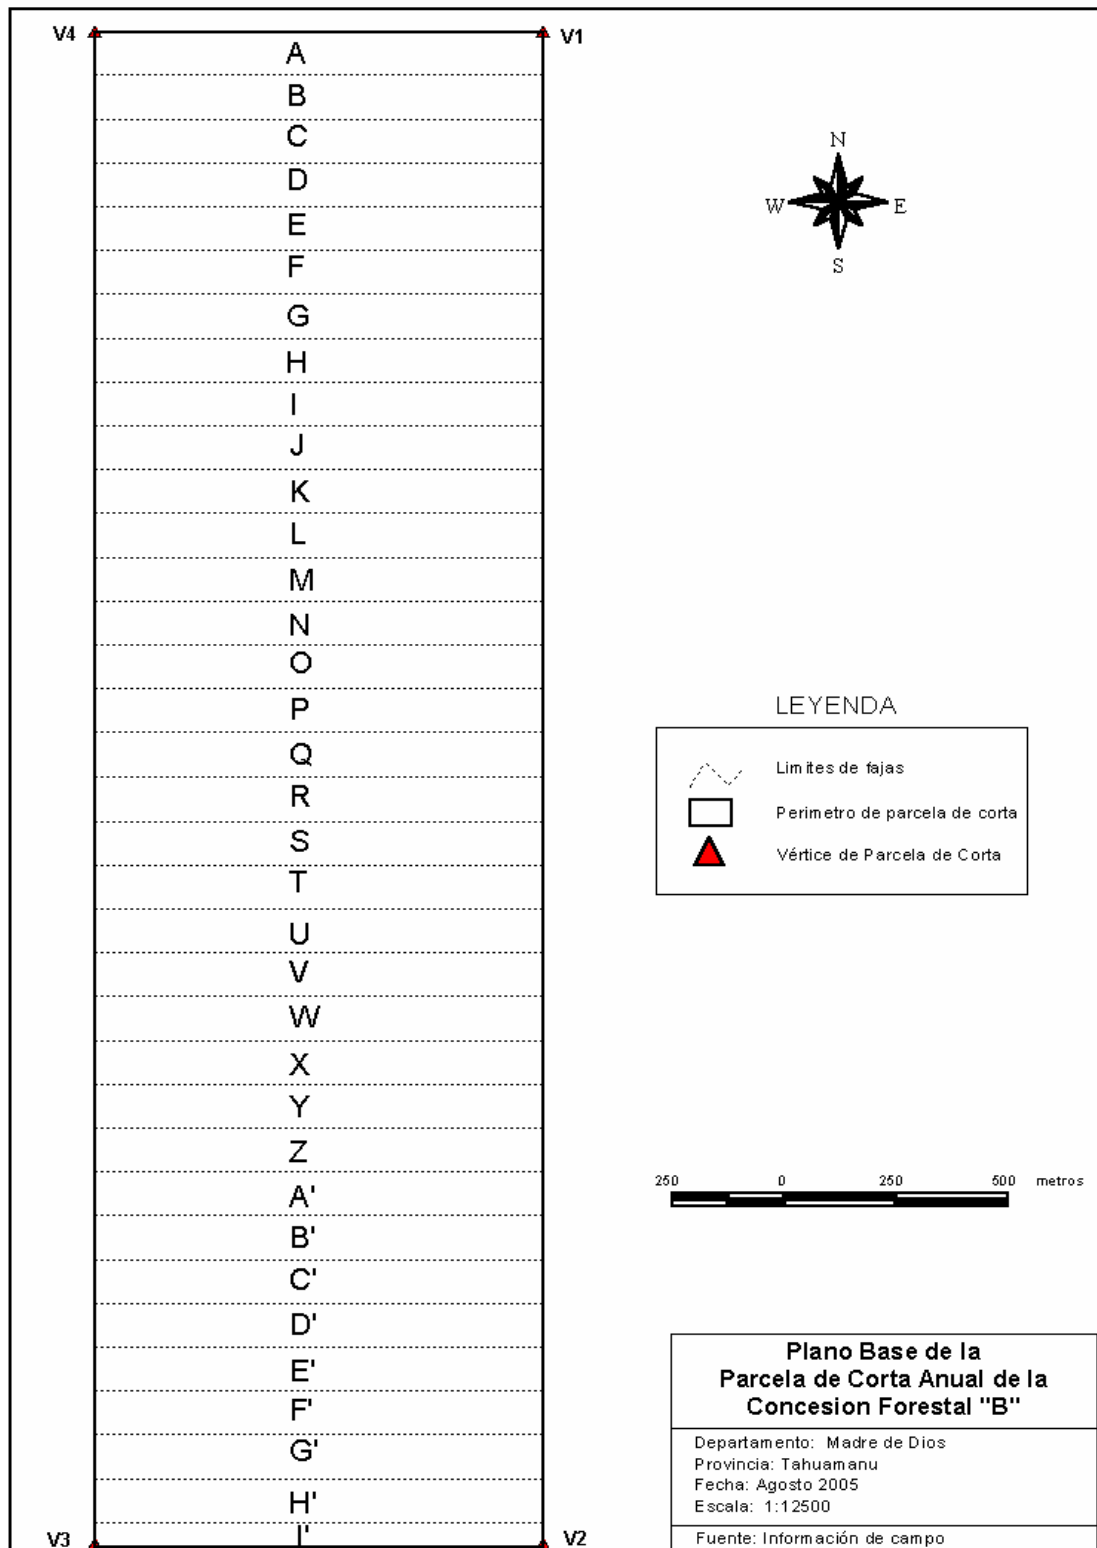 V4 V1
A
B
C
D
E
F
G
H
I
J
K
L
M
N
O
P
Q
R
S
T
U
V
W
X
Y
Z
A'
B'
C'
D'
E'
F'
G'
H'
I'
V3 V2
N
W E
S
LEYENDA
Limites de fajas
Perimetro de parcela de corta
Vértice de Parcela de Corta
250 0 250 500 metros
Plano Base de la
Parcela de Corta Anual de la
Concesion Forestal "B"
Departamento: Madre de Dios
Provincia: Tahuamanu
Fecha: Agosto 2005
Escala: 1:12500
Fuente: Información de campo